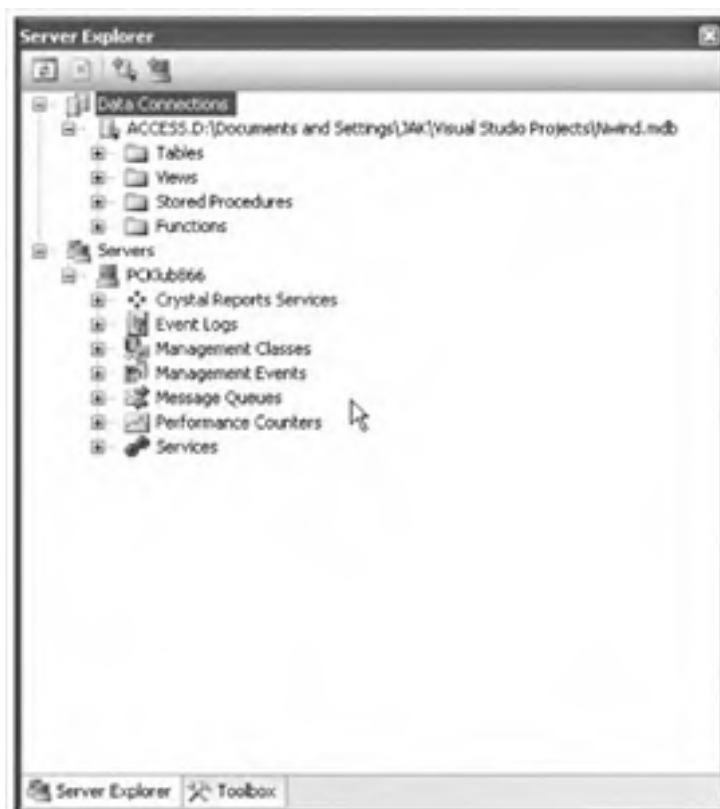 Server Explorer
Data Connections
ACCESS.D:\Documents and Settings\JAK\Visual Studio Projects\Nwind.mdb
Tables
Views
Stored Procedures
Functions
Servers
PCKlub866
Crystal Reports Services
Event Logs
Management Classes
Management Events
Message Queues
Performance Counters
Services
Server Explorer Toolbox